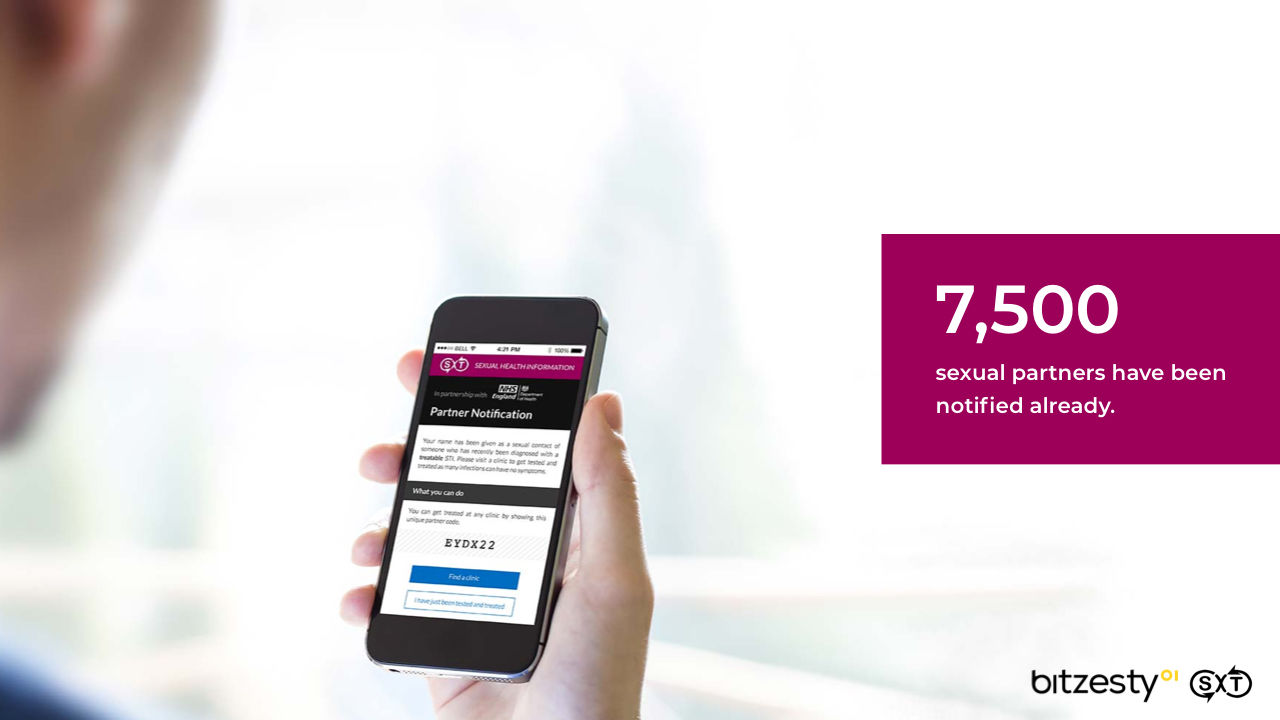 BELL 4:21 PM 100%
SXT SEXUAL HEALTH INFORMATION
In partnership with NHS England Department of Health
Partner Notification
Your name has been given as a sexual contact of
someone who has recently been diagnosed with a
treatable STI. Please visit a clinic to get tested and
treated as many infections can have no symptoms.
What you can do
You can get treated at any clinic by showing this
unique partner code.
EYDX22
Find a clinic
I have just been tested and treated
7,500
sexual partners have been
notified already.
bitzesty SXT